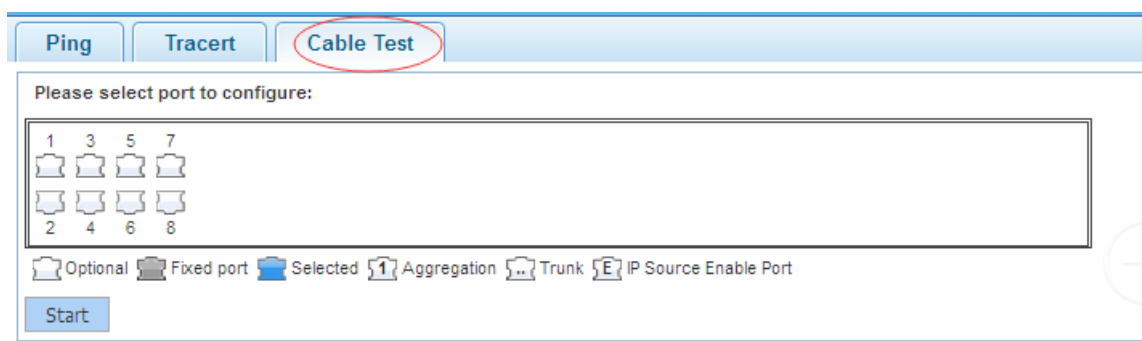 Ping Tracert Cable Test
Please select port to configure:
1 3 5 7
2 4 6 8
Optional Fixed port Selected 1 Aggregation .. Trunk E IP Source Enable Port
Start